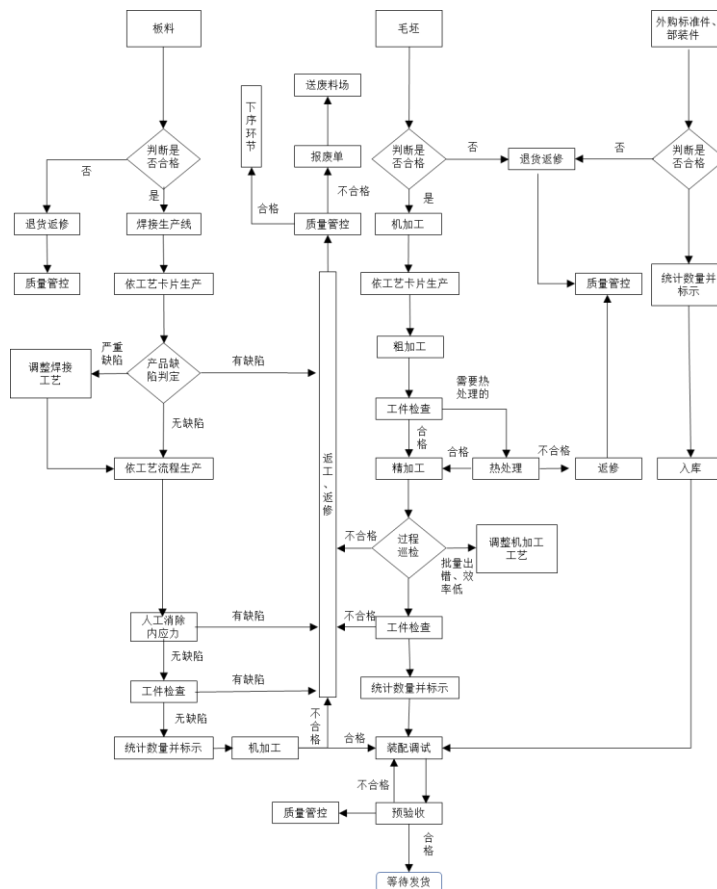 板料
毛坯
外购标准件、
部装件
送废料场
下序环节
判断是
否合格
报废单
判断是
否合格
否
退货返修
否
判断是
否合格
否
是
合格
不合格
是
退货返修
焊接生产线
质量管控
机加工
质量管控
依工艺卡片生产
依工艺卡片生产
质量管控
统计数量并
标示
严重
缺陷
产品缺
陷判定
有缺陷
粗加工
调整焊接
工艺
需要热
处理的
工件检查
无缺陷
合格
返工、返修
依工艺流程生产
精加工
合格
热处理
不合格
返修
入库
不合格
过程
巡检
调整机加工
工艺
批量出
错、效
率低
人工消除
内应力
有缺陷
不合格
工件检查
无缺陷
工件检查
有缺陷
统计数量并标示
无缺陷
不合格
统计数量并标示
机加工
合格
装配调试
不合格
质量管控
预验收
合格
等待发货